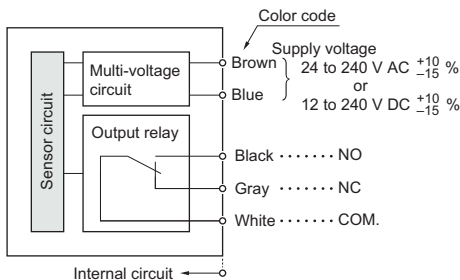 Color code
Brown
Supply voltage
24 to 240 V AC +10 −15 %
or
12 to 240 V DC +10 −15 %
Blue
Multi-voltage
circuit
Sensor circuit
Output relay
Black ······· NO
Gray ······· NC
White ······· COM.
Internal circuit